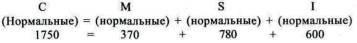 C M S I
(Нормальные) = (нормальные) + (нормальные) + (нормальные)
1750 = 370 + 780 + 600